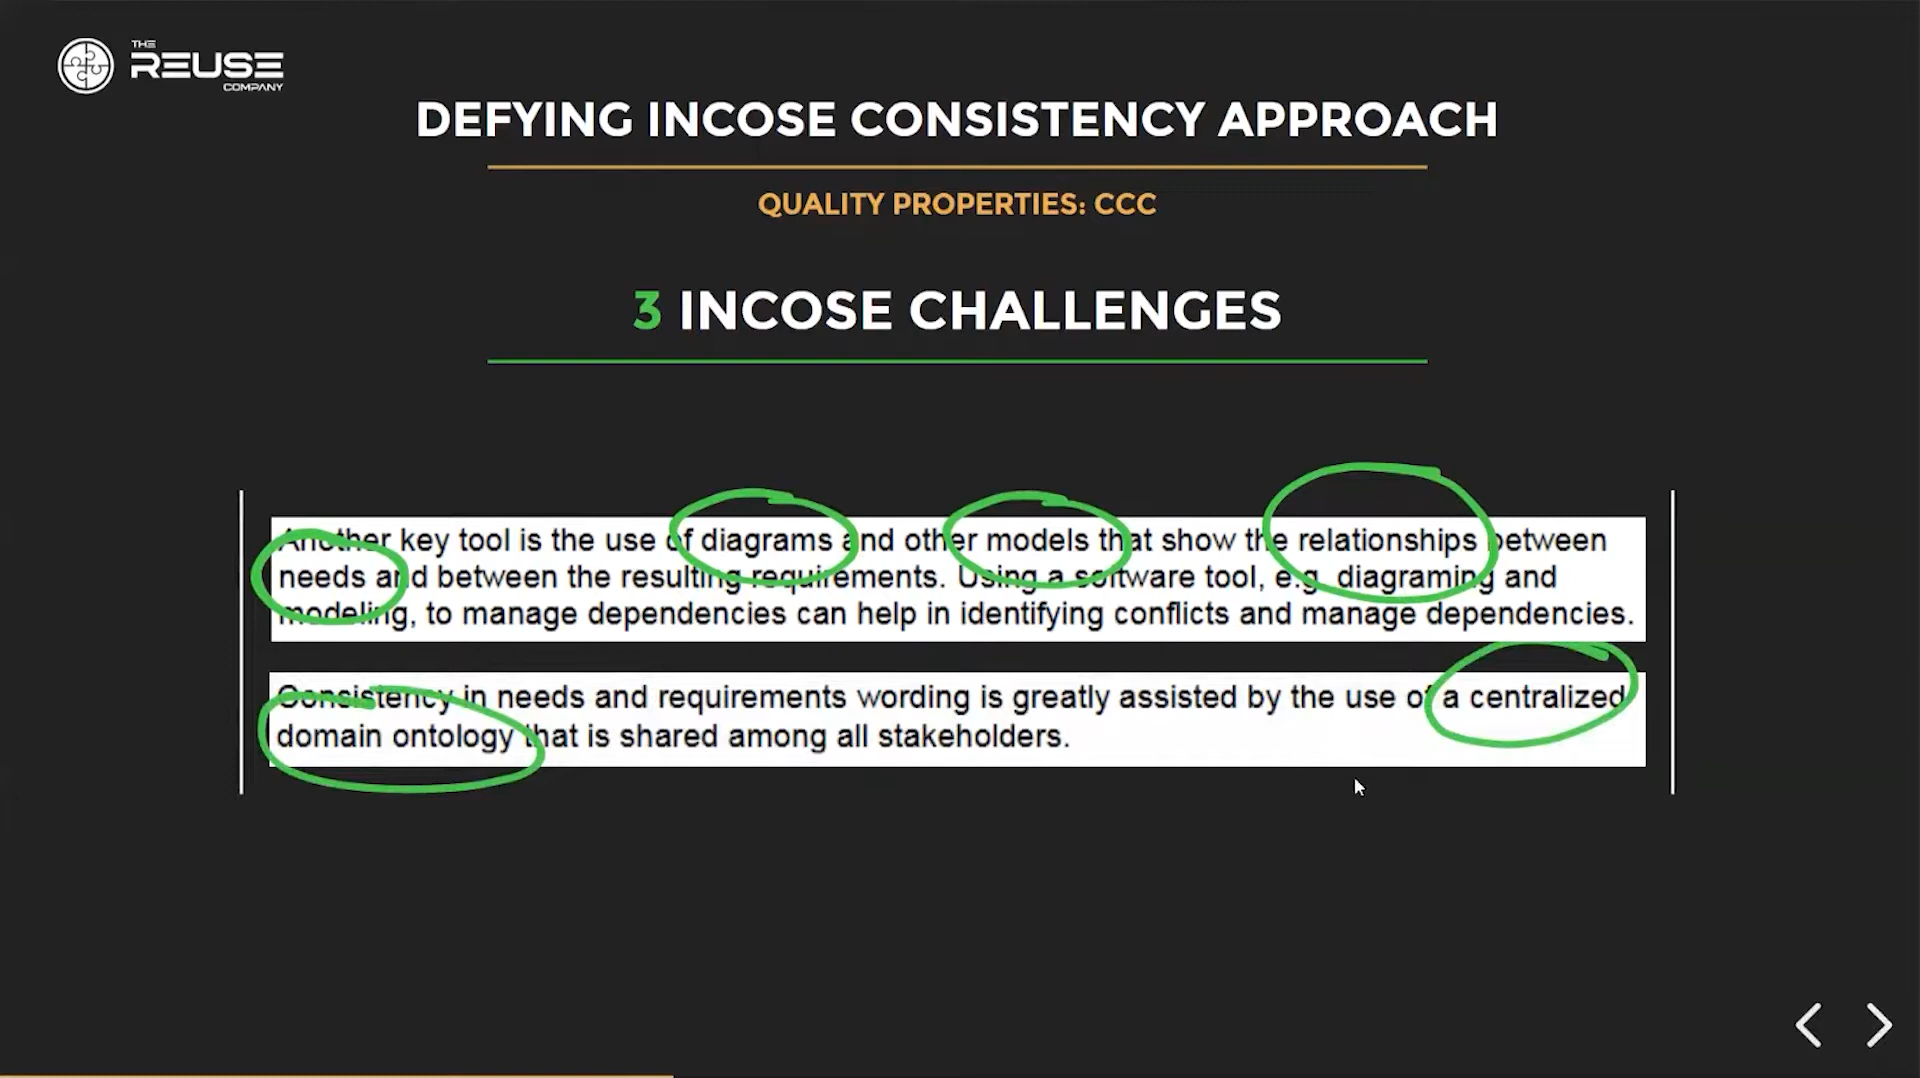 THE
REUSE
COMPANY
DEFYING INCOSE CONSISTENCY APPROACH
QUALITY PROPERTIES: CCC
3 INCOSE CHALLENGES
Another key tool is the use of diagrams and other models that show the relationships between
needs and between the resulting requirements. Using a software tool, e.g. diagraming and
modeling, to manage dependencies can help in identifying conflicts and manage dependencies.
Consistency in needs and requirements wording is greatly assisted by the use of a centralized
domain ontology that is shared among all stakeholders.